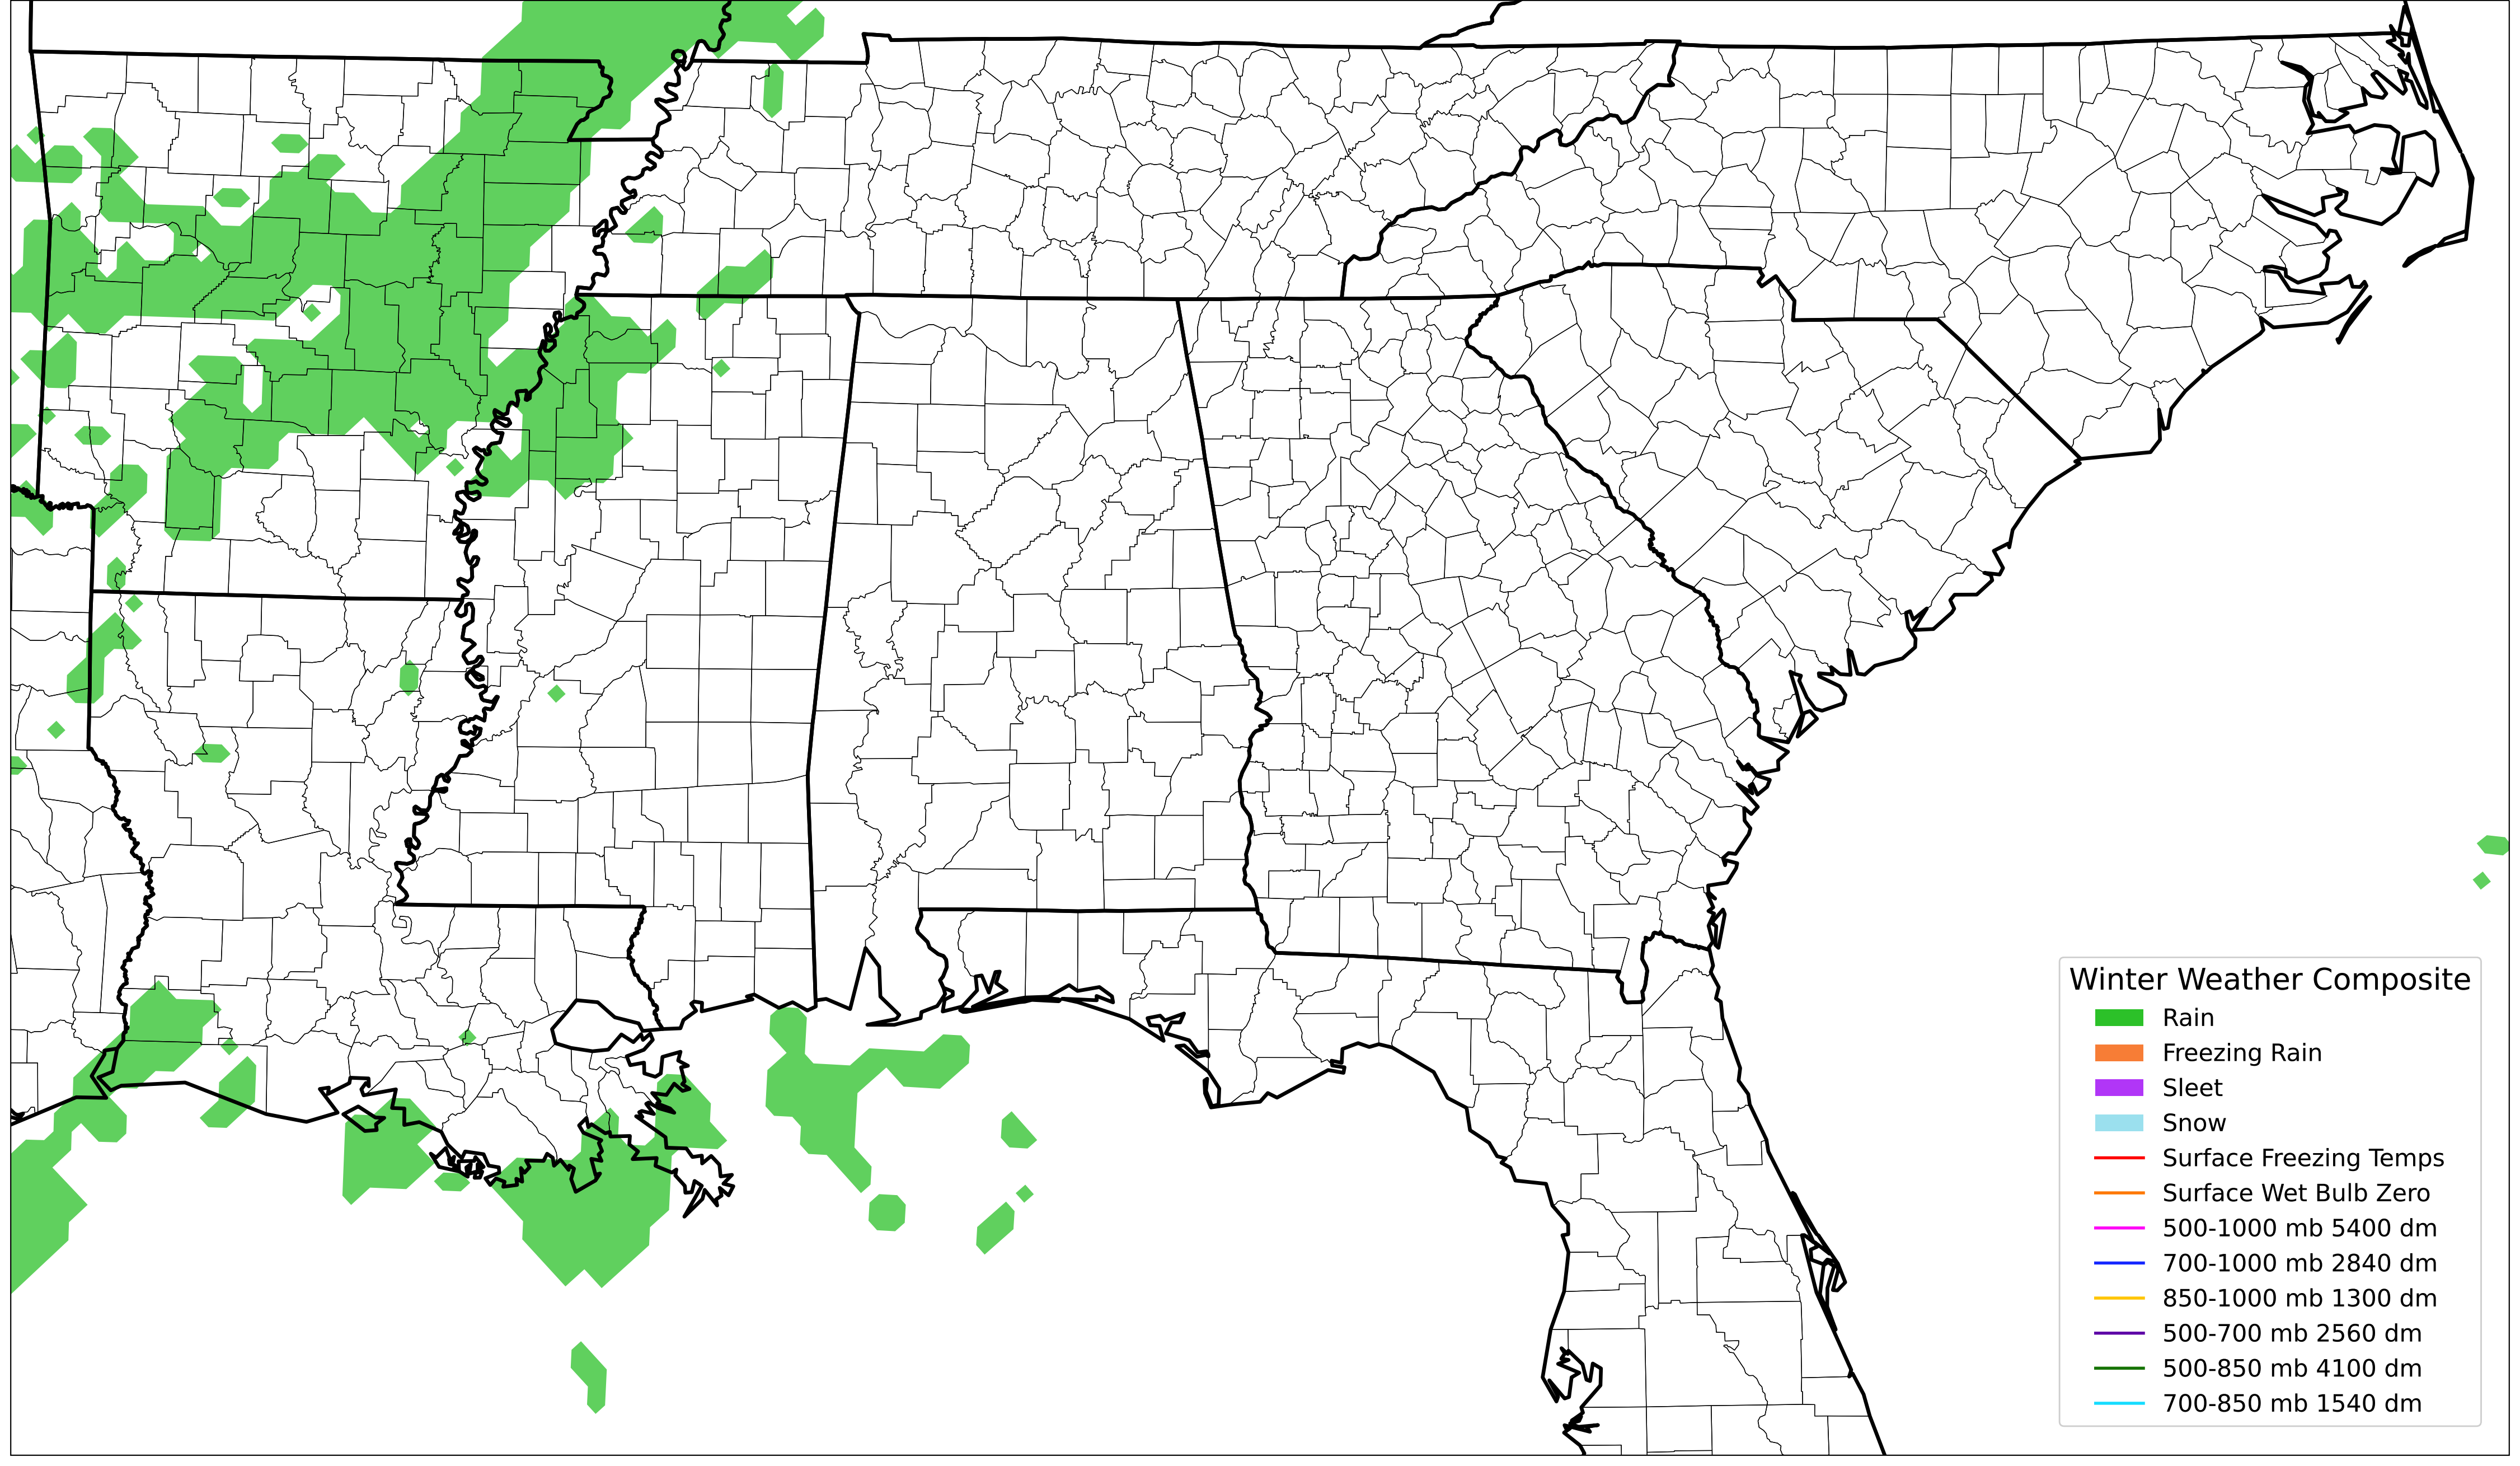 Winter Weather Composite
Rain
Freezing Rain
Sleet
Snow
Surface Freezing Temps
Surface Wet Bulb Zero
500-1000 mb 5400 dm
700-1000 mb 2840 dm
850-1000 mb 1300 dm
500-700 mb 2560 dm
500-850 mb 4100 dm
700-850 mb 1540 dm